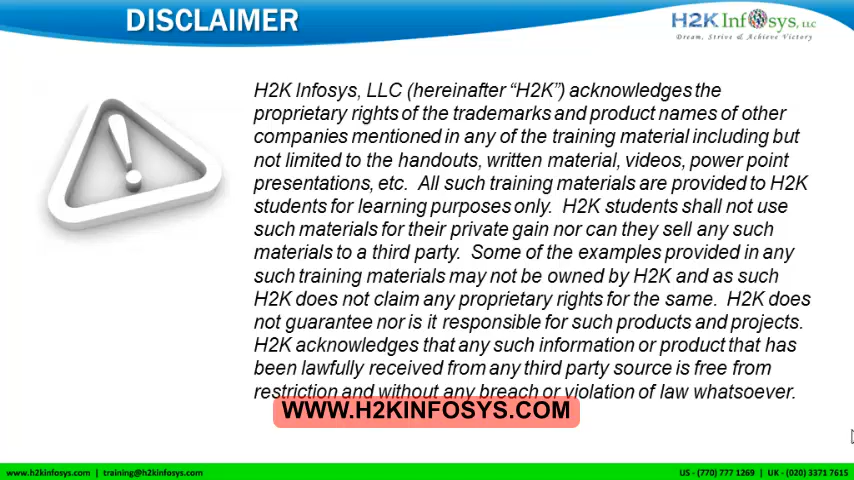 DISCLAIMER
H2K Infosys, LLC
Dream, Strive & Achieve Victory
H2K Infosys, LLC (hereinafter “H2K”) acknowledges the
proprietary rights of the trademarks and product names of other
companies mentioned in any of the training material including but
not limited to the handouts, written material, videos, power point
presentations, etc.  All such training materials are provided to H2K
students for learning purposes only.  H2K students shall not use
such materials for their private gain nor can they sell any such
materials to a third party.  Some of the examples provided in any
such training materials may not be owned by H2K and as such
H2K does not claim any proprietary rights for the same.  H2K does
not guarantee nor is it responsible for such products and projects.
H2K acknowledges that any such information or product that has
been lawfully received from any third party source is free from
restriction and without any breach or violation of law whatsoever.
WWW.H2KINFOSYS.COM
www.h2kinfosys.com | training@h2kinfosys.com
US - (770) 777 1269 | UK - (020) 3371 7615